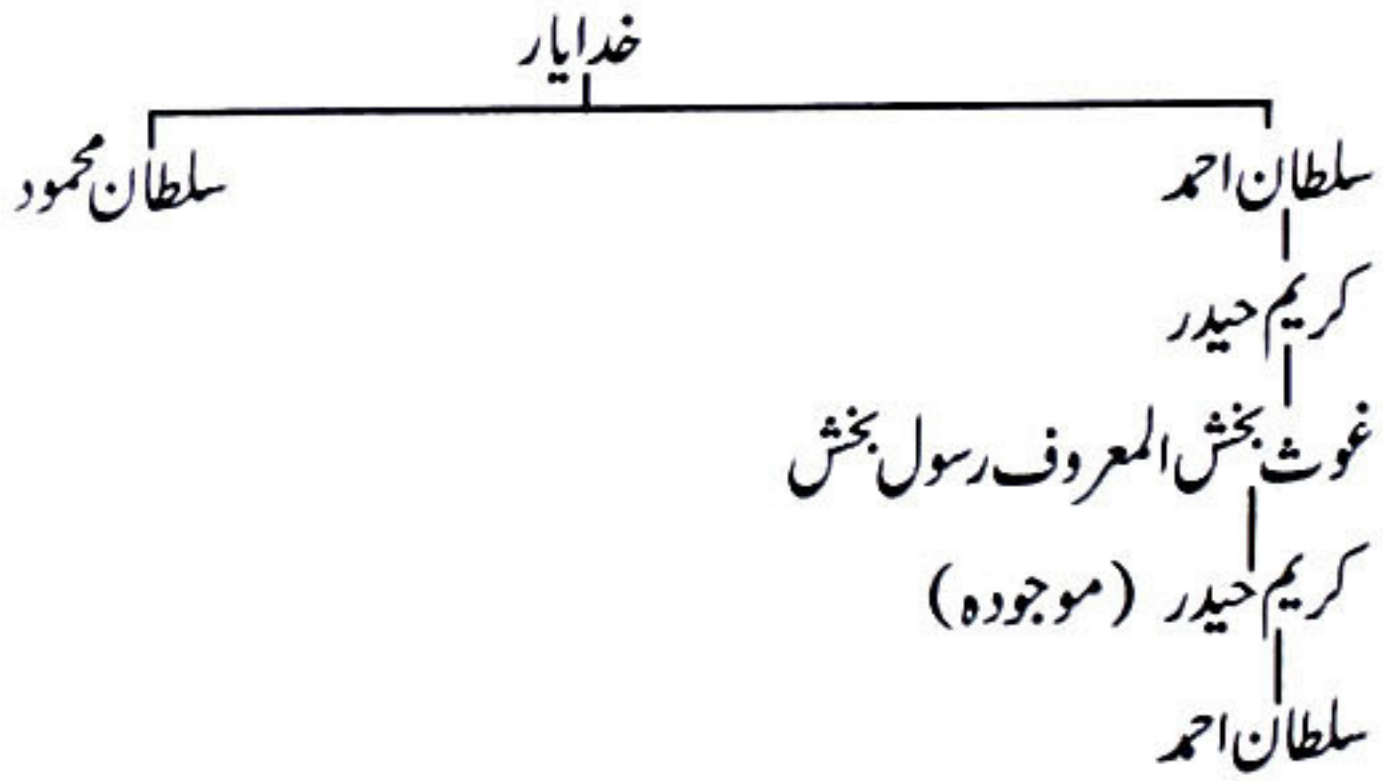 خدایار
سلطان احمد
سلطان محمود
کریم حیدر
غوث بخش المعروف رسول بخش
کریم حیدر (موجودہ)
سلطان احمد